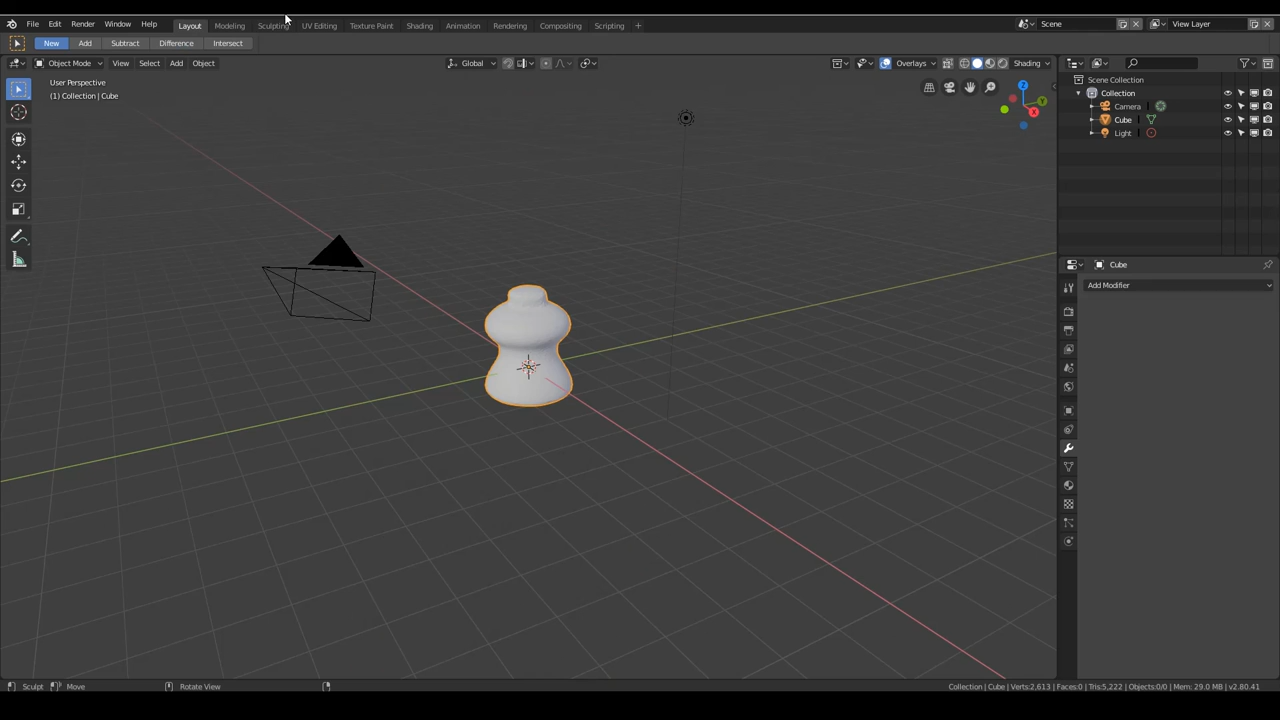 File Edit Render Window Help Layout Modeling Sculpting UV Editing Texture Paint Shading Animation Rendering Compositing Scripting + Scene View Layer
New Add Subtract Difference Intersect
Object Mode View Select Add Object Global Overlays Shading
User Perspective
(1) Collection | Cube
Z
Y
X
Scene Collection
Collection
Camera
Cube
Light
Cube
Add Modifier
Sculpt Move Rotate View Collection | Cube | Verts:2,613 | Faces:0 | Tris:5,222 | Objects:0/0 | Mem: 29.0 MB | v2.80.41